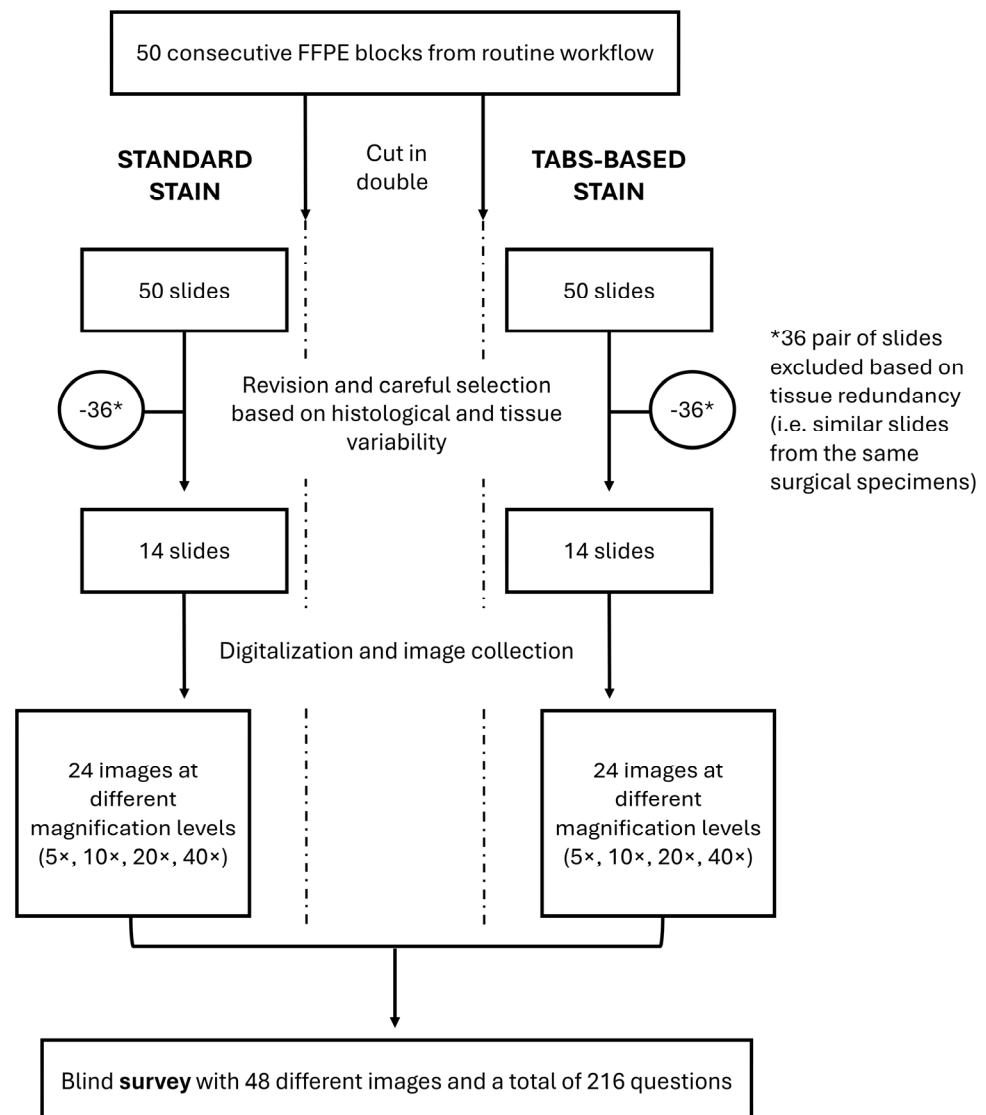 50 consecutive FFPE blocks from routine workflow
STANDARD
STAIN
Cut in
double
TABS-BASED
STAIN
50 slides
50 slides
-36*
Revision and careful selection
based on histological and tissue
variability
-36*
*36 pair of slides
excluded based on
tissue redundancy
(i.e. similar slides
from the same
surgical specimens)
14 slides
14 slides
Digitalization and image collection
24 images at
different
magnification levels
(5×, 10×, 20×, 40×)
24 images at
different
magnification levels
(5×, 10×, 20×, 40×)
Blind survey with 48 different images and a total of 216 questions